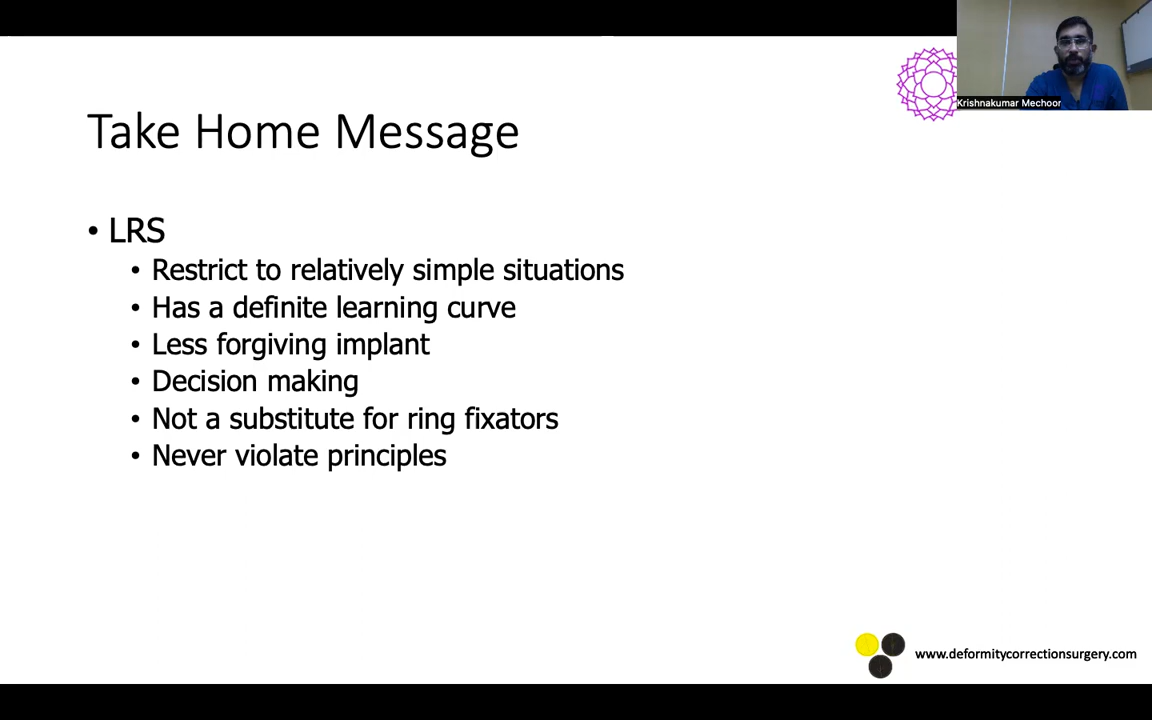 Krishnakumar Mechoor
Take Home Message
• LRS
• Restrict to relatively simple situations
• Has a definite learning curve
• Less forgiving implant
• Decision making
• Not a substitute for ring fixators
• Never violate principles
www.deformitycorrectionsurgery.com